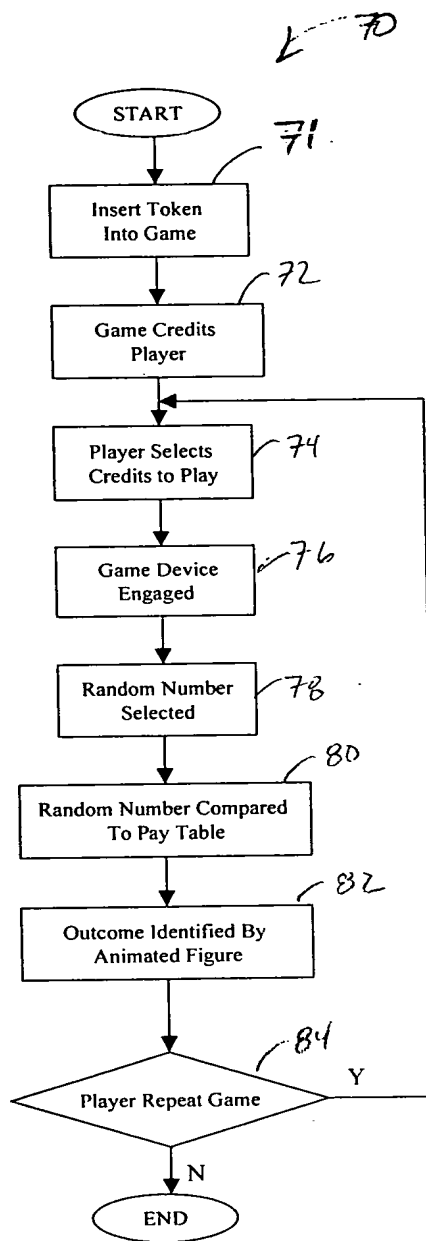 70
START
71
Insert Token
Into Game
72
Game Credits
Player
Player Selects
Credits to Play
74
Game Device
Engaged
76
Random Number
Selected
78
80
Random Number Compared
To Pay Table
82
Outcome Identified By
Animated Figure
84
Player Repeat Game
Y
N
END